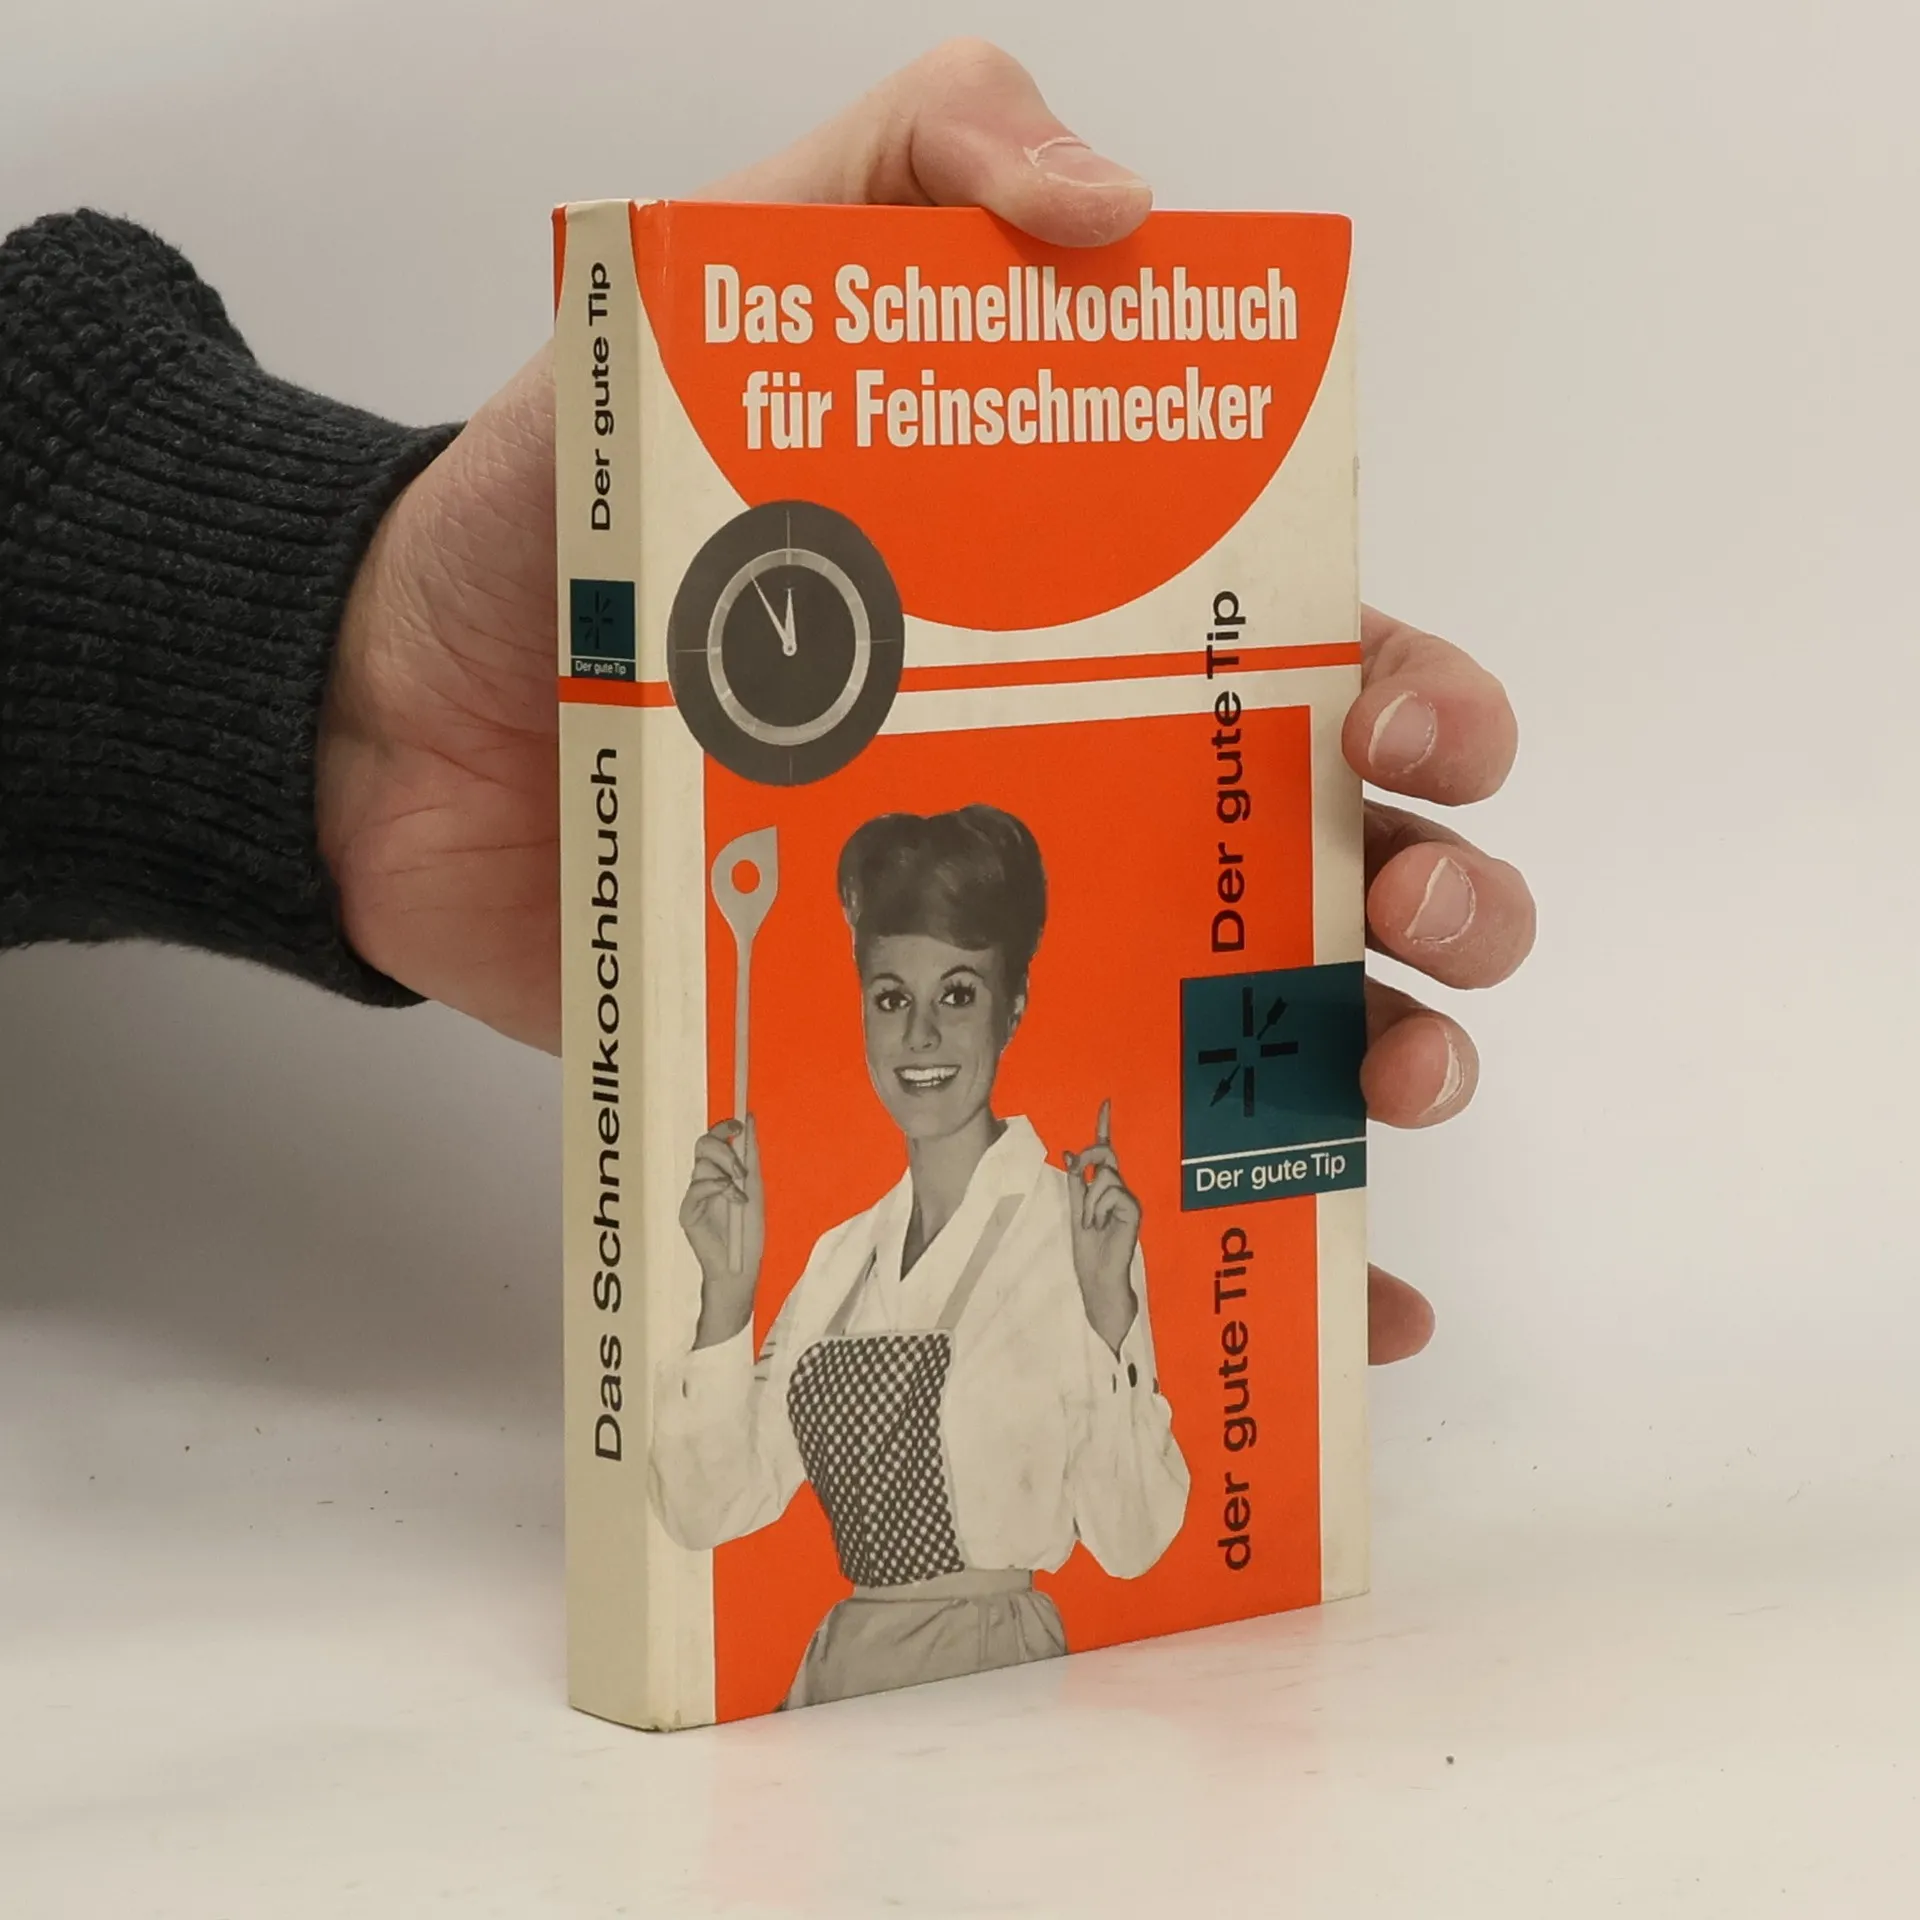 Das Schnellkochbuch
für Feinschmecker
Der gute Tip
Der gute Tip
der gute Tip
Der gute Tip
Der gute Tip
Das Schnellkochbuch